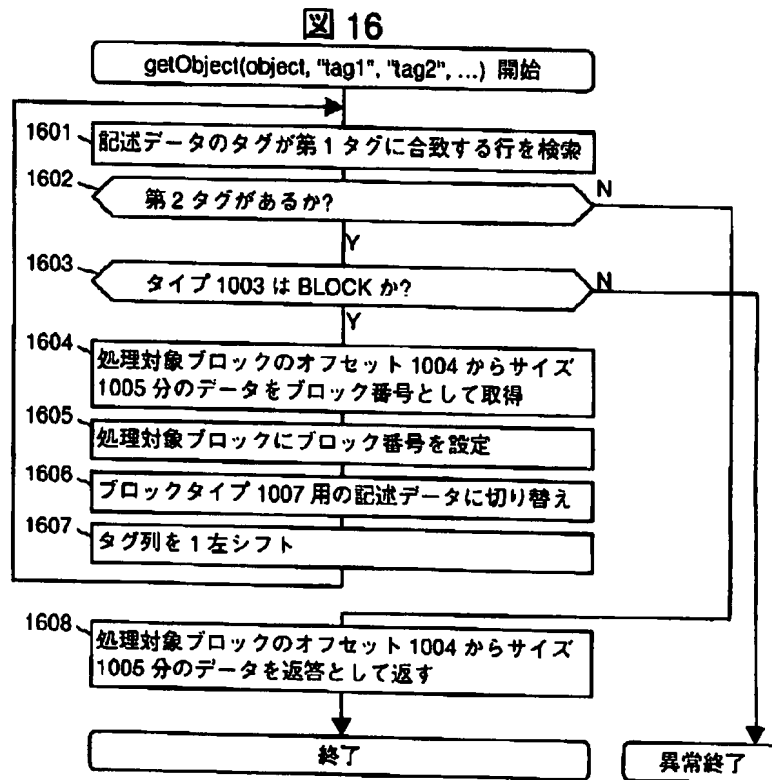 図 16
getObject(object, "tag1", "tag2", ...) 開始
1601
記述データのタグが第1タグに合致する行を検索
1602
第2タグがあるか?
N
Y
1603
タイプ 1003 は BLOCK か?
N
Y
1604
処理対象ブロックのオフセット 1004 からサイズ
1005 分のデータをブロック番号として取得
1605
処理対象ブロックにブロック番号を設定
1606
ブロックタイプ 1007 用の記述データに切り替え
1607
タグ列を1左シフト
1608
処理対象ブロックのオフセット 1004 からサイズ
1005 分のデータを返答として返す
終了
異常終了